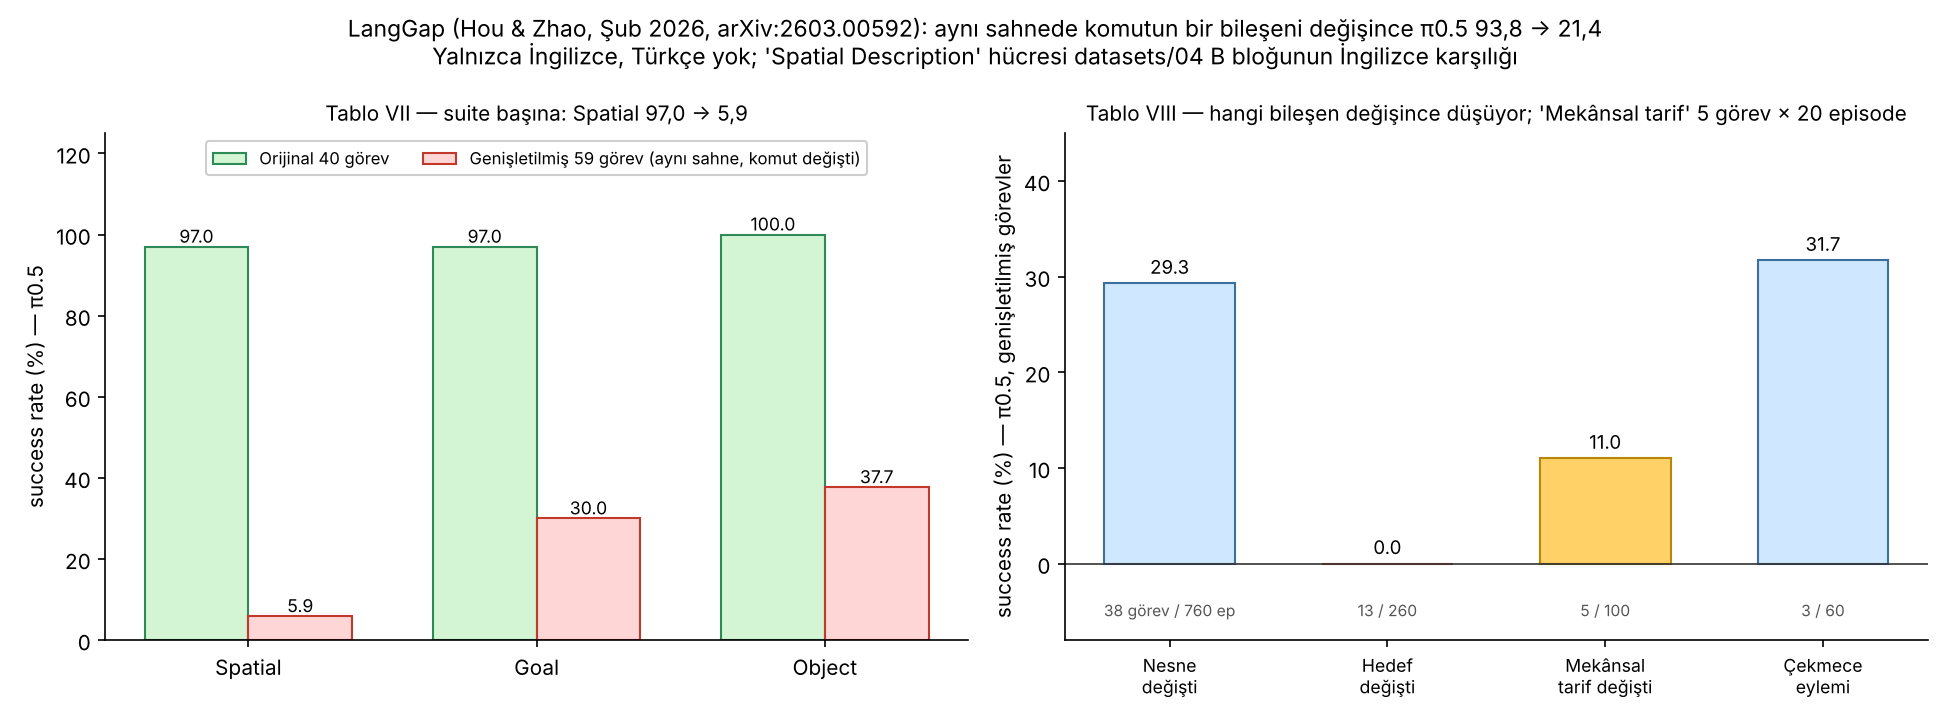 LangGap (Hou & Zhao, Şub 2026, arXiv:2603.00592): aynı sahnede komutun bir bileşeni değişince π0.5 93,8 → 21,4
Yalnızca İngilizce, Türkçe yok; 'Spatial Description' hücresi datasets/04 B bloğunun İngilizce karşılığı
Tablo VII — suite başına: Spatial 97,0 → 5,9
success rate (%) — π0.5
120
100
80
60
40
20
0
Orijinal 40 görev
Genişletilmiş 59 görev (aynı sahne, komut değişti)
97.0
5.9
97.0
30.0
100.0
37.7
Spatial
Goal
Object
Tablo VIII — hangi bileşen değişince düşüyor; 'Mekânsal tarif' 5 görev × 20 episode
success rate (%) — π0.5, genişletilmiş görevler
40
30
20
10
0
29.3
0.0
11.0
31.7
38 görev / 760 ep
13 / 260
5 / 100
3 / 60
Nesne
değişti
Hedef
değişti
Mekânsal
tarif değişti
Çekmece
eylemi